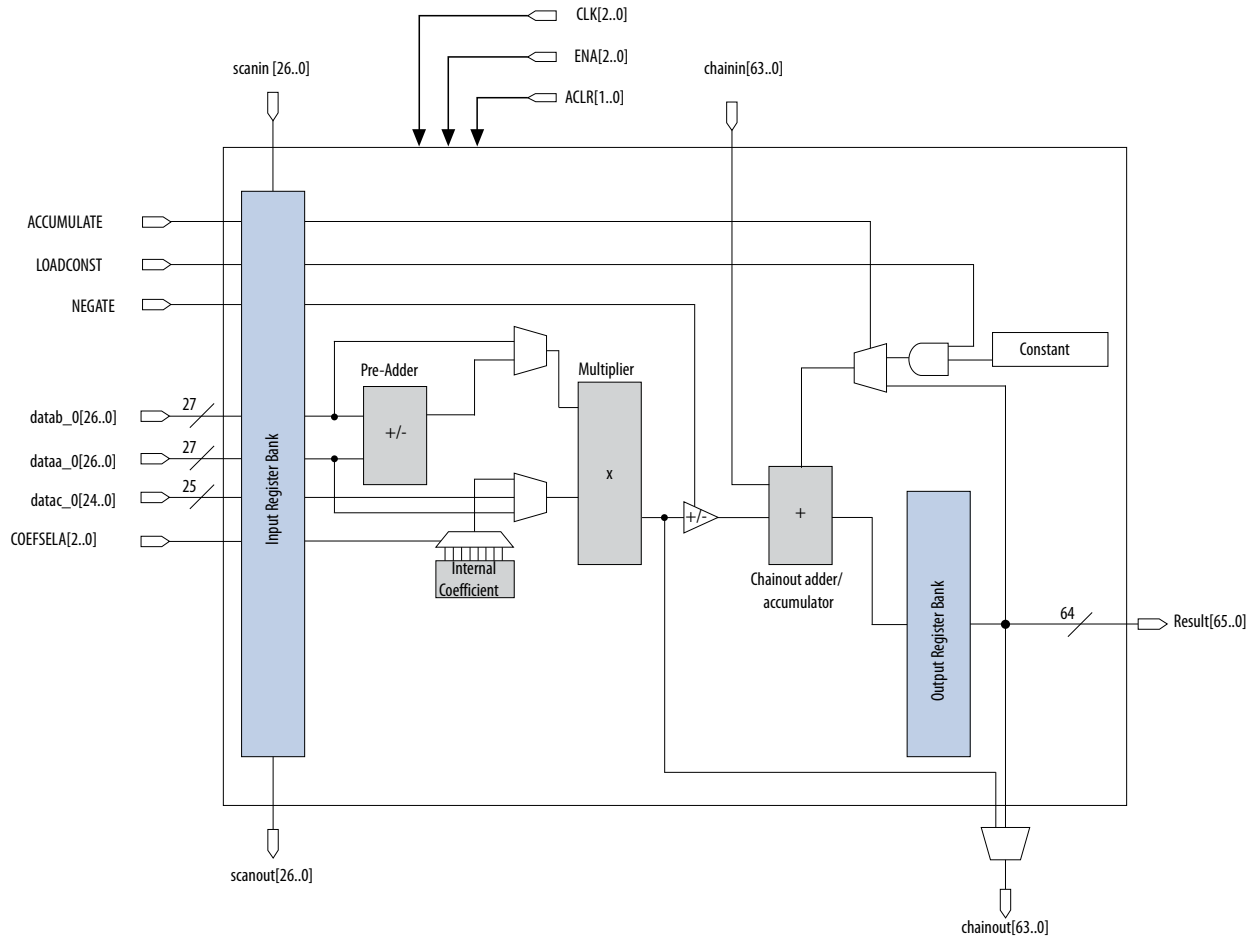 CLK[2..0]
ENA[2..0]
ACLR[1..0]
scanin [26..0]
chainin[63..0]
ACCUMULATE
LOADCONST
NEGATE
Constant
Pre-Adder
Multiplier
datab_0[26..0]
27
dataa_0[26..0]
27
datac_0[24..0]
25
COEFSELA[2..0]
Input Register Bank
+/-
x
+/-
+
Internal
Coefficient
Chainout adder/
accumulator
Output Register Bank
64
Result[65..0]
scanout[26..0]
chainout[63..0]